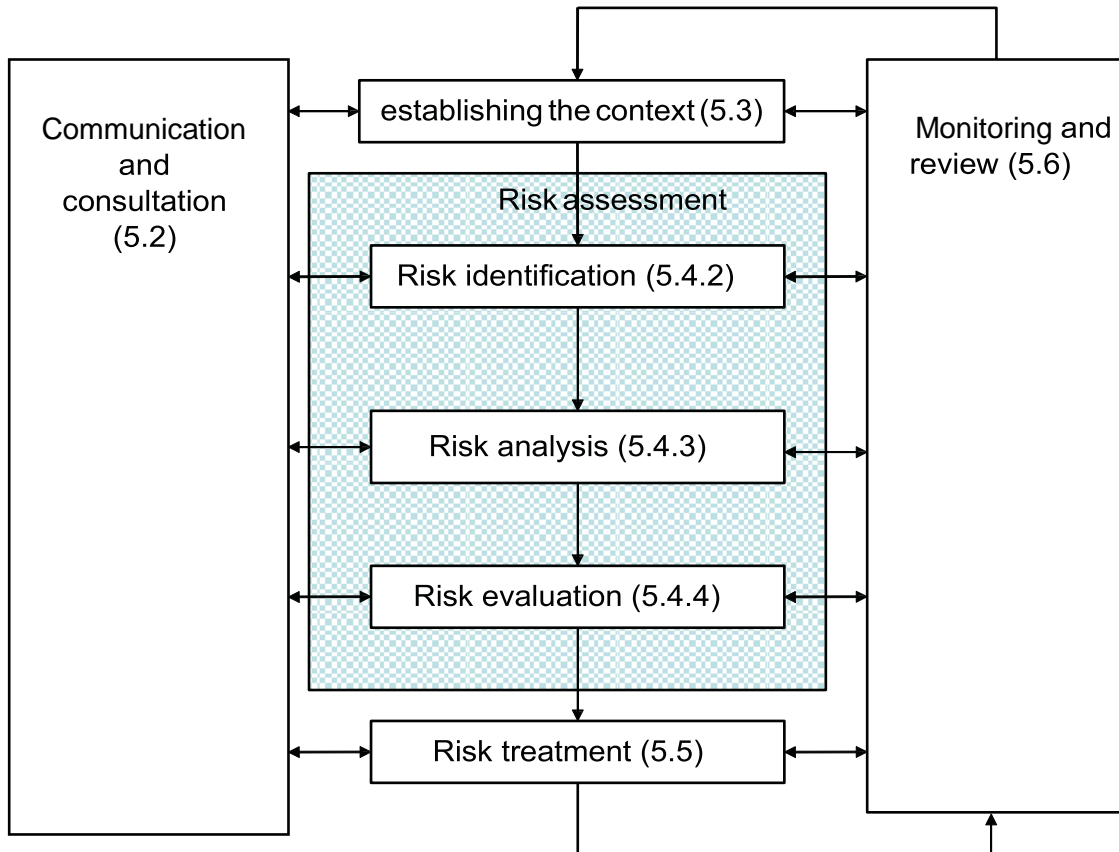 Communication
and
consultation
(5.2)
establishing the context (5.3)
Monitoring and
review (5.6)
Risk assessment
Risk identification (5.4.2)
Risk analysis (5.4.3)
Risk evaluation (5.4.4)
Risk treatment (5.5)